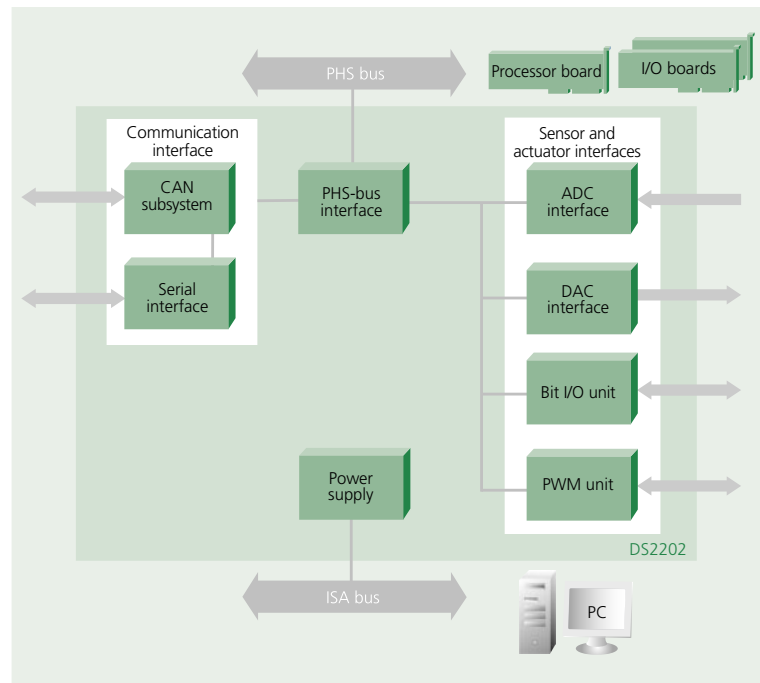 PHS bus
Processor board
I/O boards
Communication
interface
Sensor and
actuator interfaces
CAN
subsystem
PHS-bus
interface
ADC
interface
Serial
interface
DAC
interface
Bit I/O unit
Power
supply
PWM unit
DS2202
ISA bus
PC